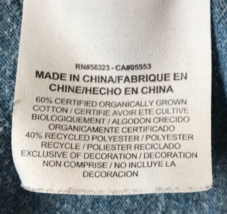 RN#56323 - CA#05553
MADE IN CHINA/FABRIQUE EN
CHINE/HECHO EN CHINA
60% CERTIFIED ORGANICALLY GROWN
COTTON / CERTIFIE AVOIR ETE CULTIVE
BIOLOGIQUEMENT / ALGODON CRECIDO
ORGANICAMENTE CERTIFICADO
40% RECYCLED POLYESTER / POLYESTER
RECYCLE / POLIESTER RECICLADO
EXCLUSIVE OF DECORATION / DECORATION
NON COMPRISE / NO INCLUYE LA
DECORACION